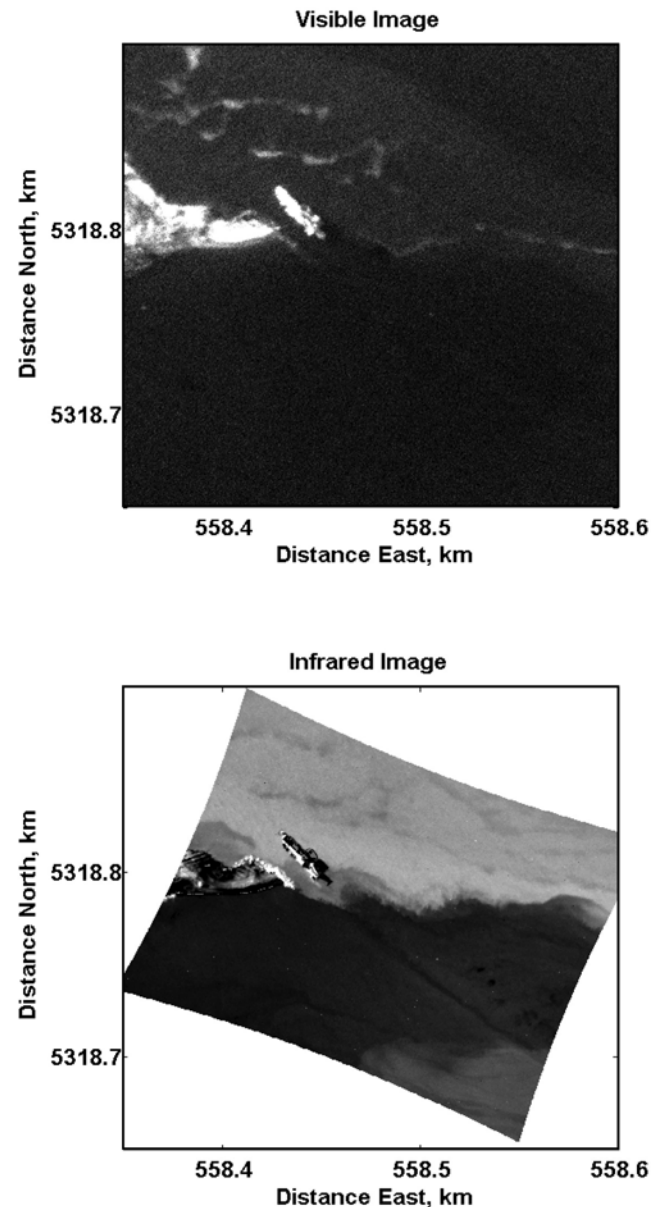 Visible Image
Distance North, km
5318.8
5318.7
558.4 558.5 558.6
Distance East, km
Infrared Image
Distance North, km
5318.8
5318.7
558.4 558.5 558.6
Distance East, km